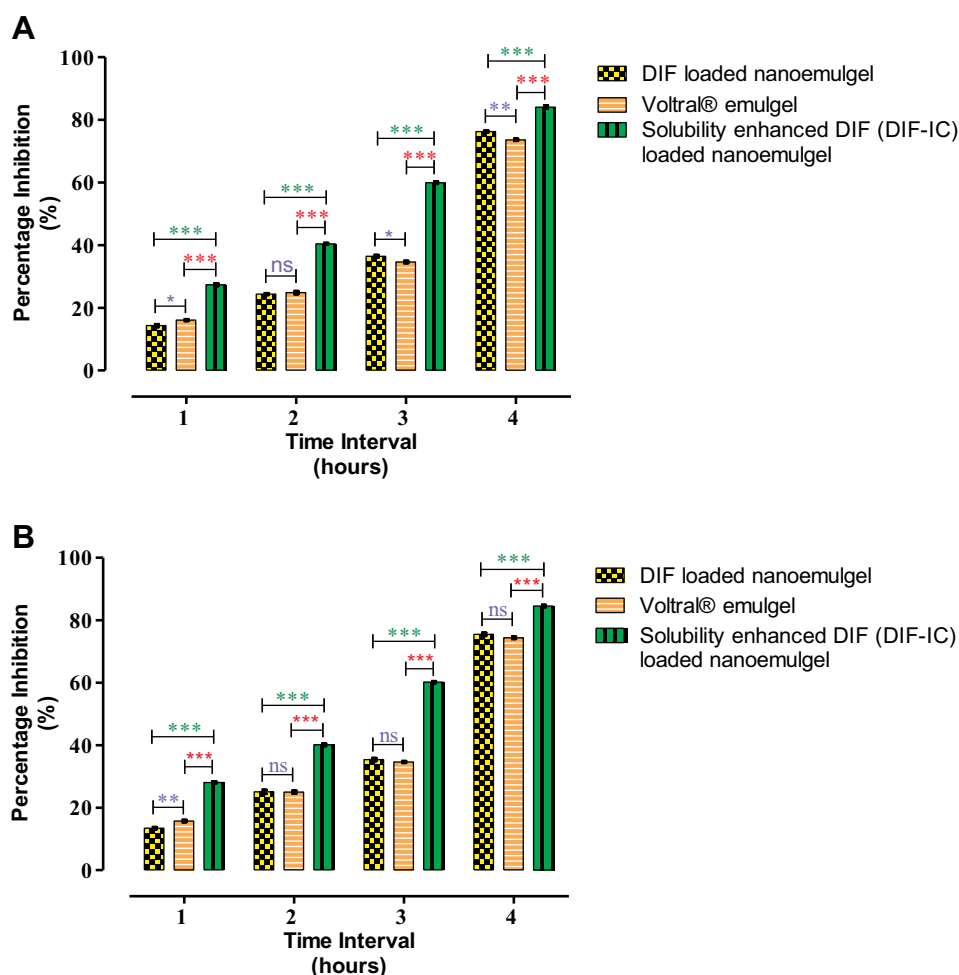 A
100
80
60
40
20
0
Percentage Inhibition
(%)
***
***
*
***
***
ns
***
***
*
***
***
**
1
2
3
4
Time Interval
(hours)
DIF loaded nanoemulgel
Voltral® emulgel
Solubility enhanced DIF (DIF-IC)
loaded nanoemulgel
B
100
80
60
40
20
0
Percentage Inhibition
(%)
***
***
**
***
***
ns
***
***
ns
***
***
ns
1
2
3
4
Time Interval
(hours)
DIF loaded nanoemulgel
Voltral® emulgel
Solubility enhanced DIF (DIF-IC)
loaded nanoemulgel